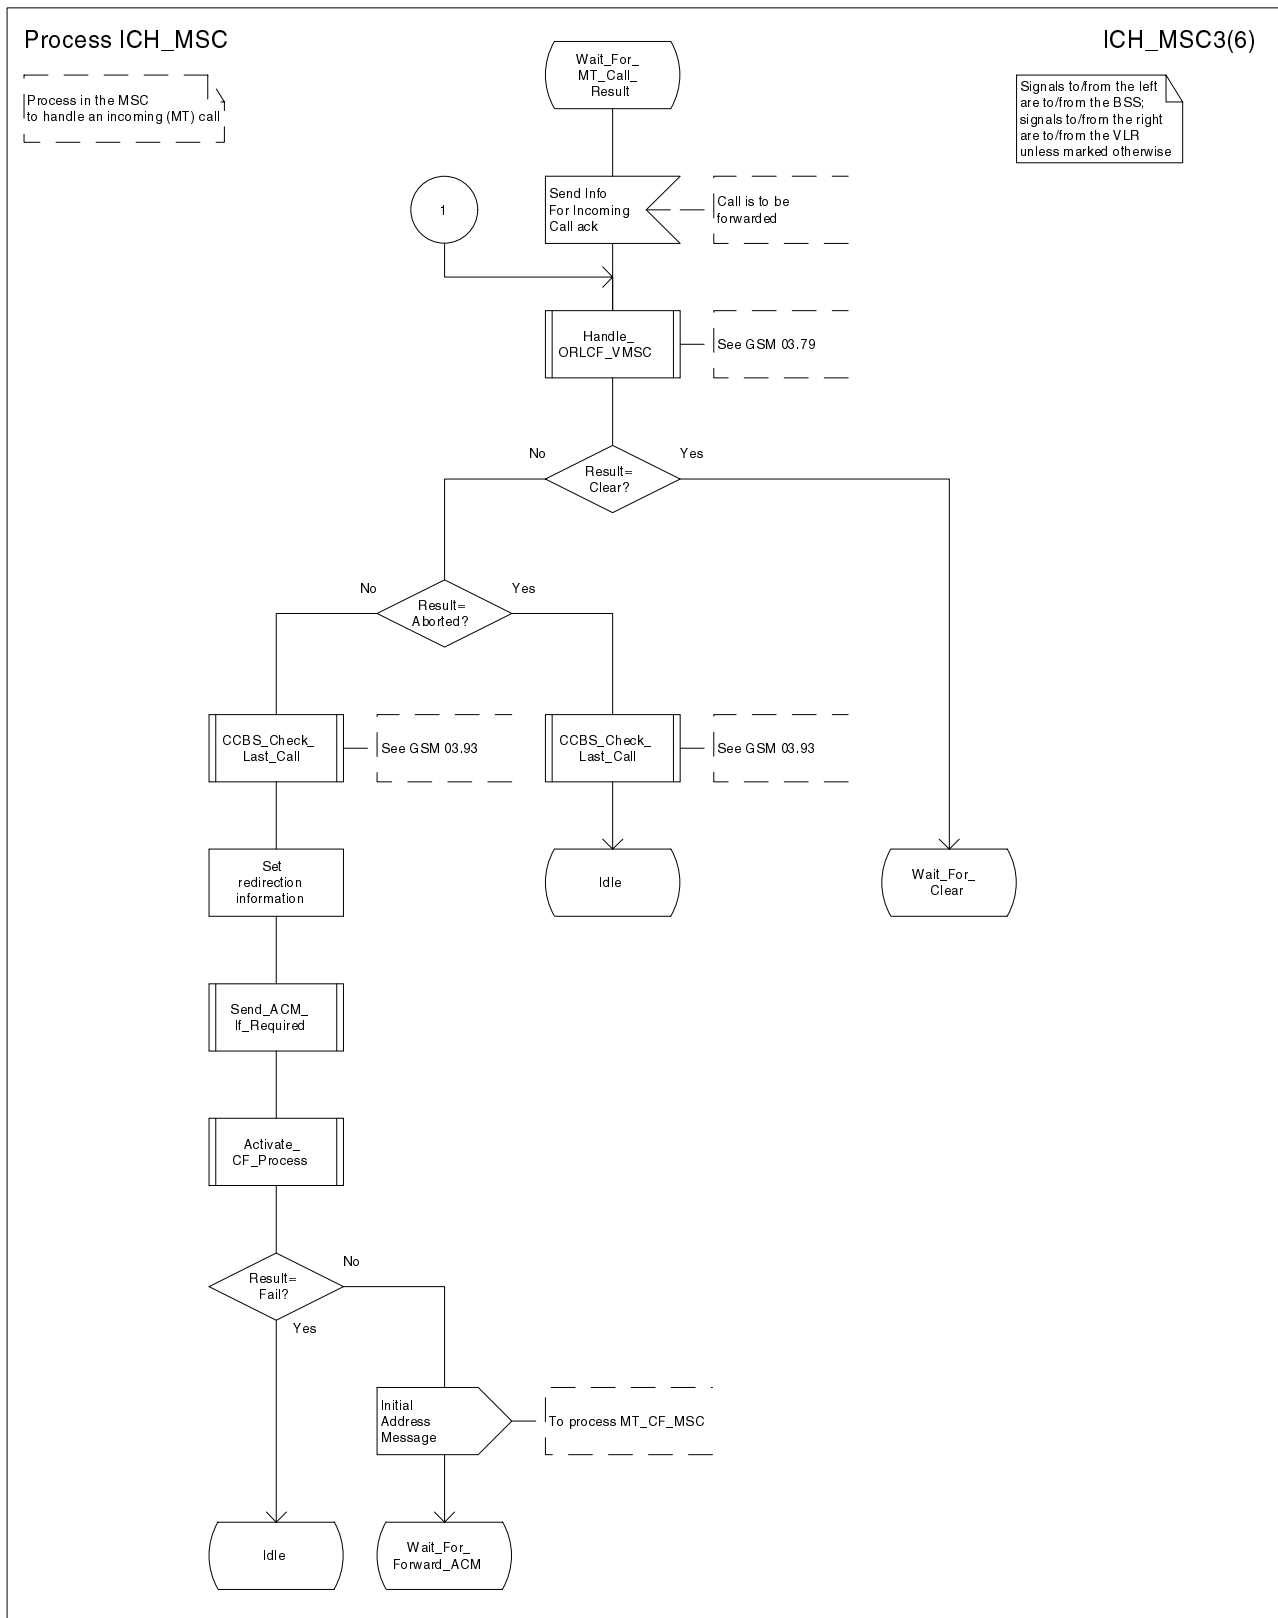 Process ICH_MSC
ICH_MSC3(6)
Process in the MSC
to handle an incoming (MT) call
Signals to/from the left
are to/from the BSS;
signals to/from the right
are to/from the VLR
unless marked otherwise
Wait_For_
MT_Call_
Result
1
Send Info
For Incoming
Call ack
Call is to be
forwarded
Handle_
ORLCF_VMSC
See GSM 03.79
No
Yes
Result=
Clear?
No
Yes
Result=
Aborted?
CCBS_Check_
Last_Call
See GSM 03.93
CCBS_Check_
Last_Call
See GSM 03.93
Set
redirection
information
Idle
Wait_For_
Clear
Send_ACM_
If_Required
Activate_
CF_Process
No
Result=
Fail?
Yes
Initial
Address
Message
To process MT_CF_MSC
Idle
Wait_For_
Forward_ACM